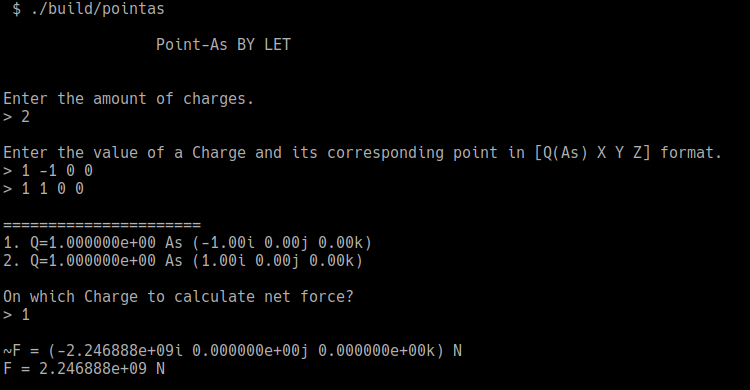 $ ./build/pointas
Point-As BY LET
Enter the amount of charges.
> 2
Enter the value of a Charge and its corresponding point in [Q(As) X Y Z] format.
> 1 -1 0 0
> 1 1 0 0
======================
1. Q=1.000000e+00 As (-1.00i 0.00j 0.00k)
2. Q=1.000000e+00 As (1.00i 0.00j 0.00k)
On which Charge to calculate net force?
> 1
~F = (-2.246888e+09i 0.000000e+00j 0.000000e+00k) N
F = 2.246888e+09 N